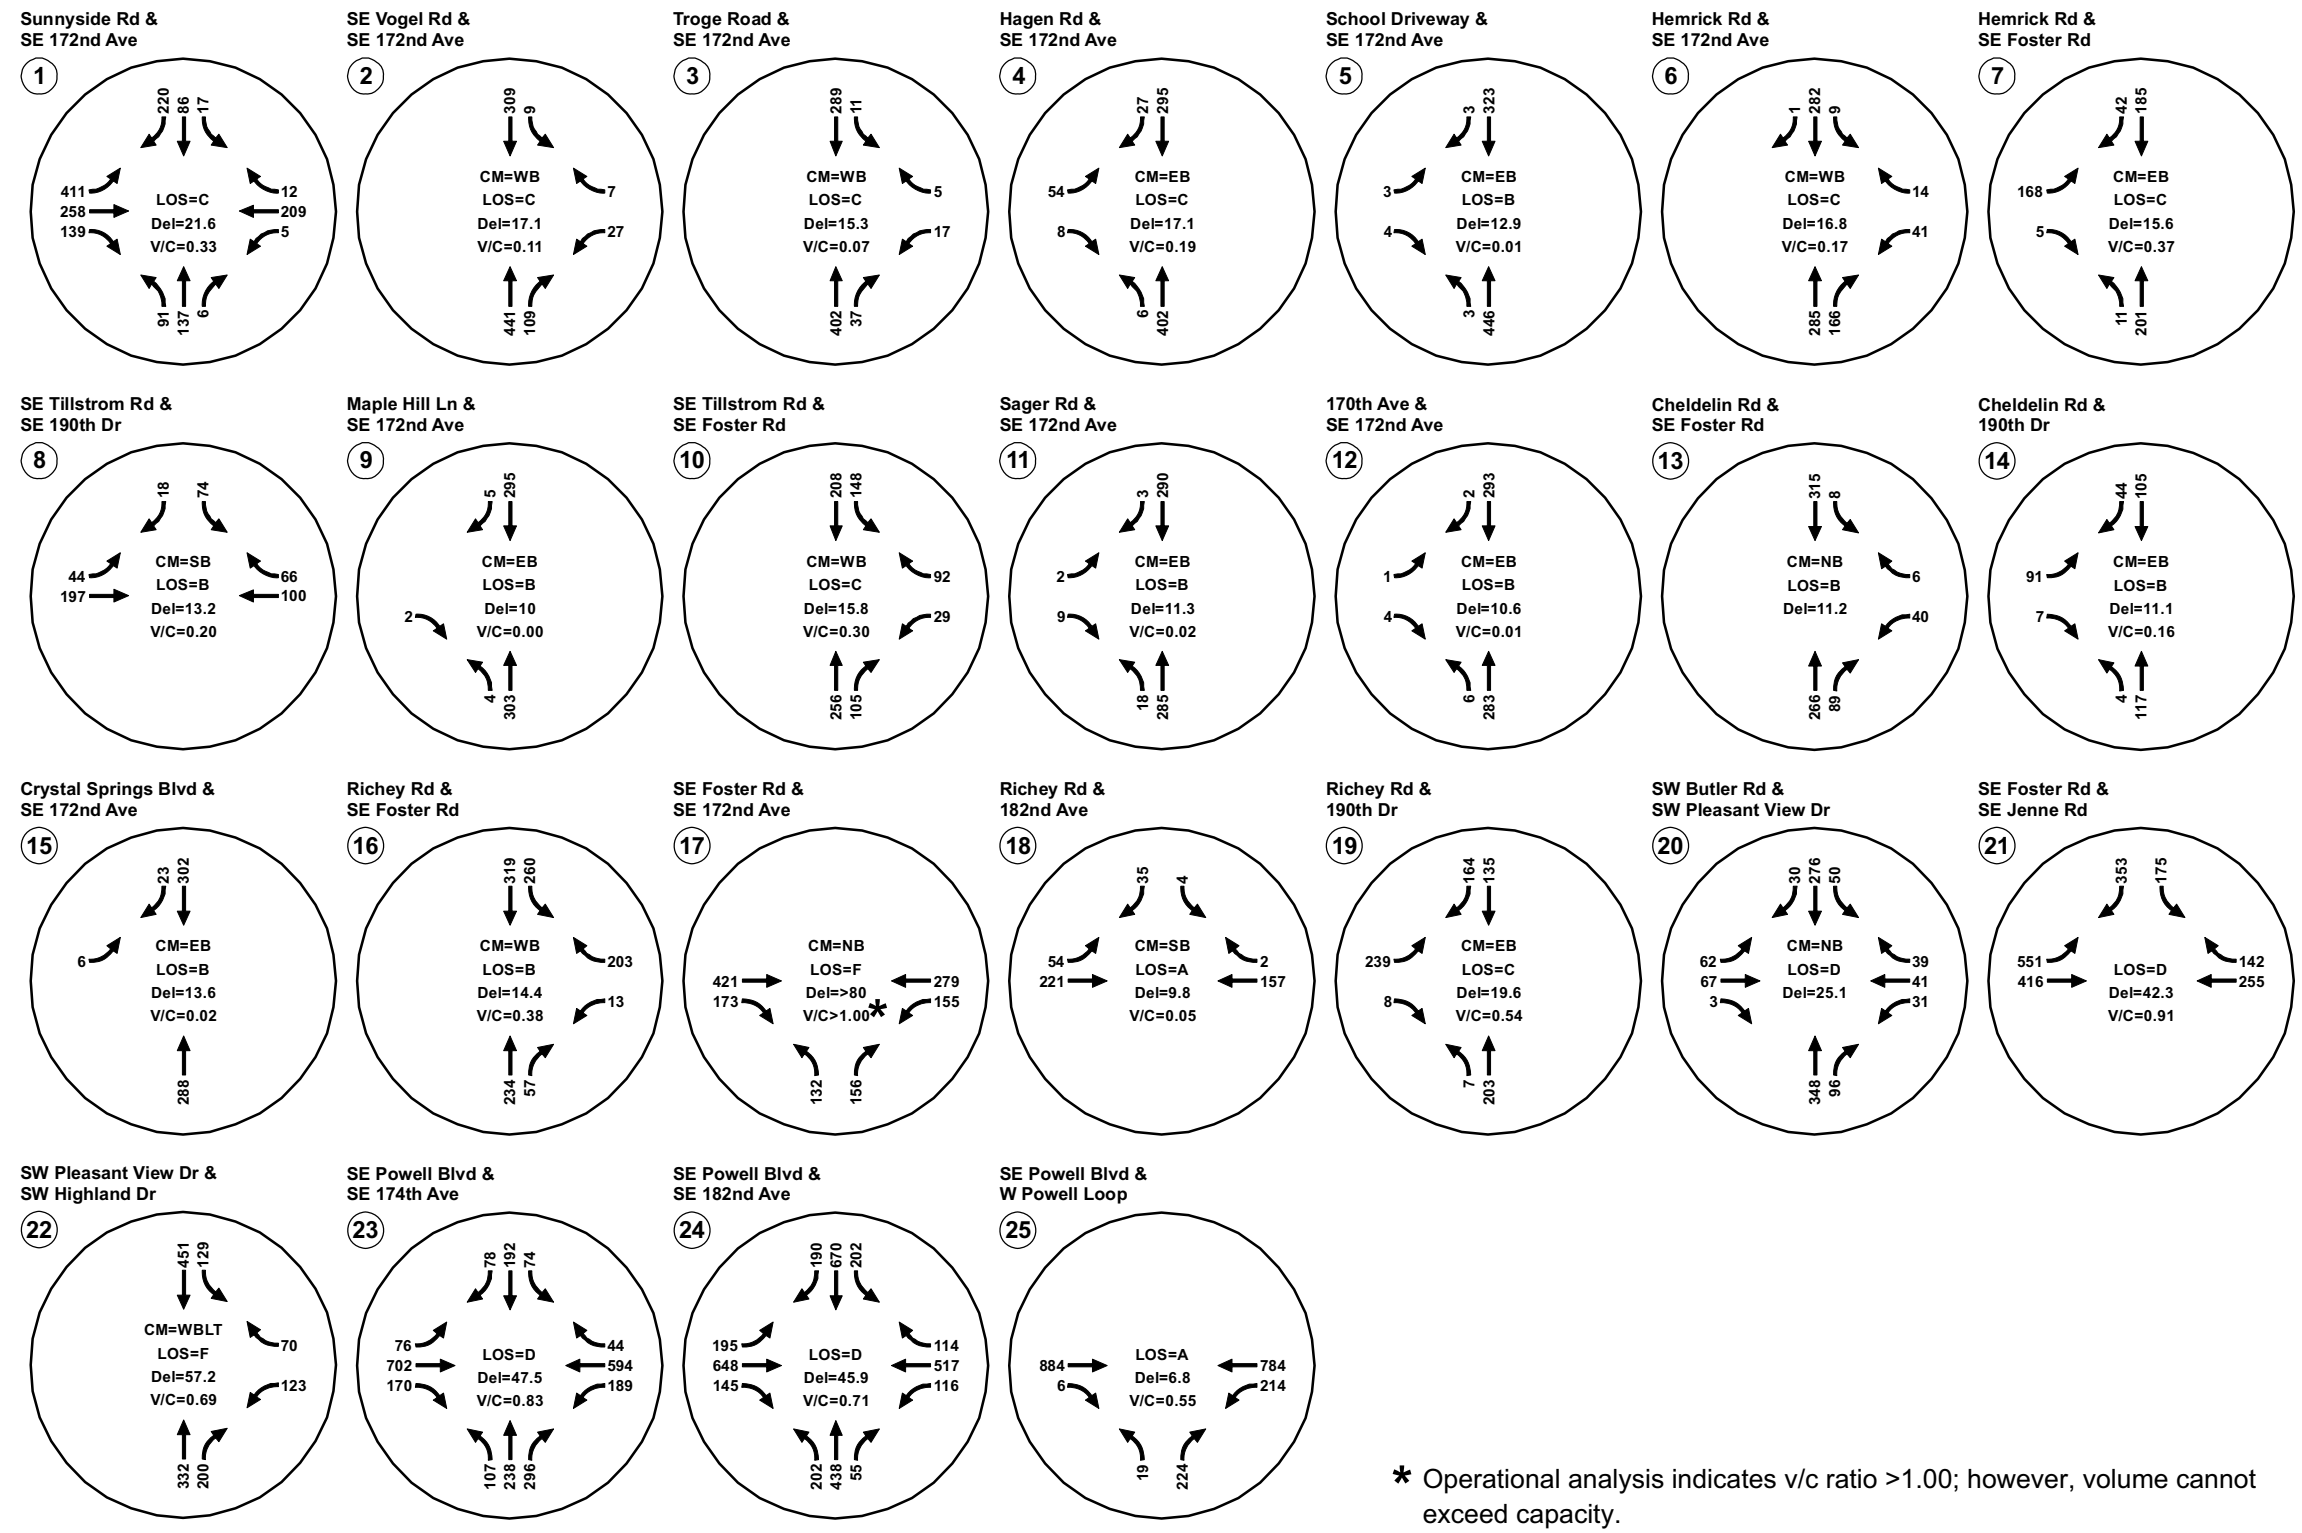 Sunnyside Rd &
SE 172nd Ave
1
220
86
17
411
258
139
LOS=C
Del=21.6
V/C=0.33
12
209
5
91
137
6
SE Vogel Rd &
SE 172nd Ave
2
309
9
CM=WB
LOS=C
Del=17.1
V/C=0.11
7
27
441
109
Troge Road &
SE 172nd Ave
3
289
11
CM=WB
LOS=C
Del=15.3
V/C=0.07
5
17
402
37
Hagen Rd &
SE 172nd Ave
4
27
295
54
8
CM=EB
LOS=C
Del=17.1
V/C=0.19
6
402
School Driveway &
SE 172nd Ave
5
3
323
3
4
CM=EB
LOS=B
Del=12.9
V/C=0.01
3
446
Hemrick Rd &
SE 172nd Ave
6
1
282
9
CM=WB
LOS=C
Del=16.8
V/C=0.17
14
41
285
166
Hemrick Rd &
SE Foster Rd
7
42
185
168
5
CM=EB
LOS=C
Del=15.6
V/C=0.37
11
201
SE Tillstrom Rd &
SE 190th Dr
8
18
74
44
197
CM=SB
LOS=B
Del=13.2
V/C=0.20
66
100
Maple Hill Ln &
SE 172nd Ave
9
5
295
2
CM=EB
LOS=B
Del=10
V/C=0.00
4
303
SE Tillstrom Rd &
SE Foster Rd
10
208
148
CM=WB
LOS=C
Del=15.8
V/C=0.30
92
29
256
105
Sager Rd &
SE 172nd Ave
11
3
290
2
9
CM=EB
LOS=B
Del=11.3
V/C=0.02
18
285
170th Ave &
SE 172nd Ave
12
2
293
1
4
CM=EB
LOS=B
Del=10.6
V/C=0.01
6
283
Cheldelin Rd &
SE Foster Rd
13
315
8
CM=NB
LOS=B
Del=11.2
6
40
266
89
Cheldelin Rd &
190th Dr
14
44
105
91
7
CM=EB
LOS=B
Del=11.1
V/C=0.16
4
117
Crystal Springs Blvd &
SE 172nd Ave
15
23
302
6
CM=EB
LOS=B
Del=13.6
V/C=0.02
288
Richey Rd &
SE Foster Rd
16
319
260
CM=WB
LOS=B
Del=14.4
V/C=0.38
203
13
234
57
SE Foster Rd &
SE 172nd Ave
17
421
173
CM=NB
LOS=F
Del=>80
V/C>1.00*
279
155
132
156
Richey Rd &
182nd Ave
18
35
4
54
221
CM=SB
LOS=A
Del=9.8
V/C=0.05
2
157
Richey Rd &
190th Dr
19
164
135
239
8
CM=EB
LOS=C
Del=19.6
V/C=0.54
7
203
SW Butler Rd &
SW Pleasant View Dr
20
30
276
50
62
67
3
CM=NB
LOS=D
Del=25.1
39
41
31
348
96
SE Foster Rd &
SE Jenne Rd
21
353
175
551
416
LOS=D
Del=42.3
V/C=0.91
142
255
SW Pleasant View Dr &
SW Highland Dr
22
451
129
CM=WBLT
LOS=F
Del=57.2
V/C=0.69
70
123
332
200
SE Powell Blvd &
SE 174th Ave
23
78
192
74
76
702
170
LOS=D
Del=47.5
V/C=0.83
44
594
189
107
238
296
SE Powell Blvd &
SE 182nd Ave
24
190
670
202
195
648
145
LOS=D
Del=45.9
V/C=0.71
114
517
116
202
438
55
SE Powell Blvd &
W Powell Loop
25
884
6
LOS=A
Del=6.8
V/C=0.55
784
214
19
224
* Operational analysis indicates v/c ratio >1.00; however, volume cannot
exceed capacity.